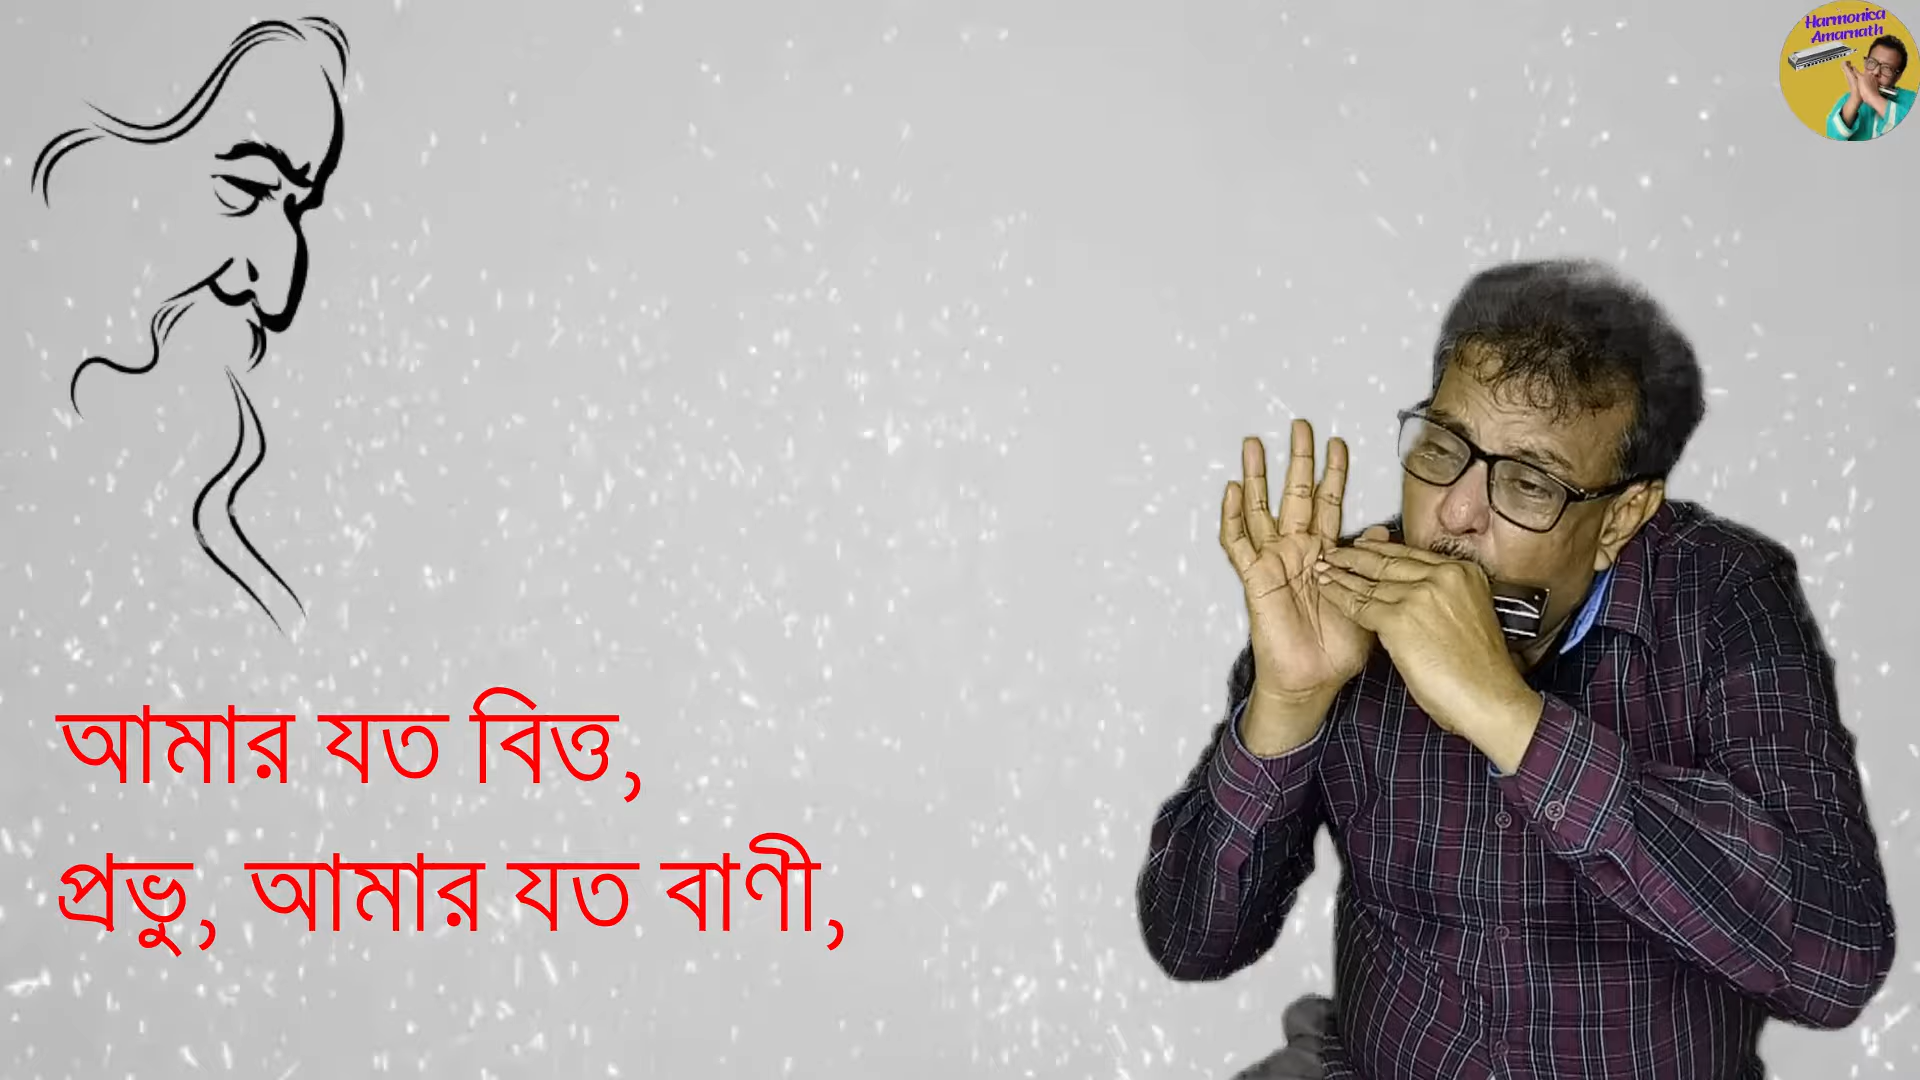 Harmonica
Amarnath
আমার যত বিত্ত,
প্রভু, আমার যত বাণী,